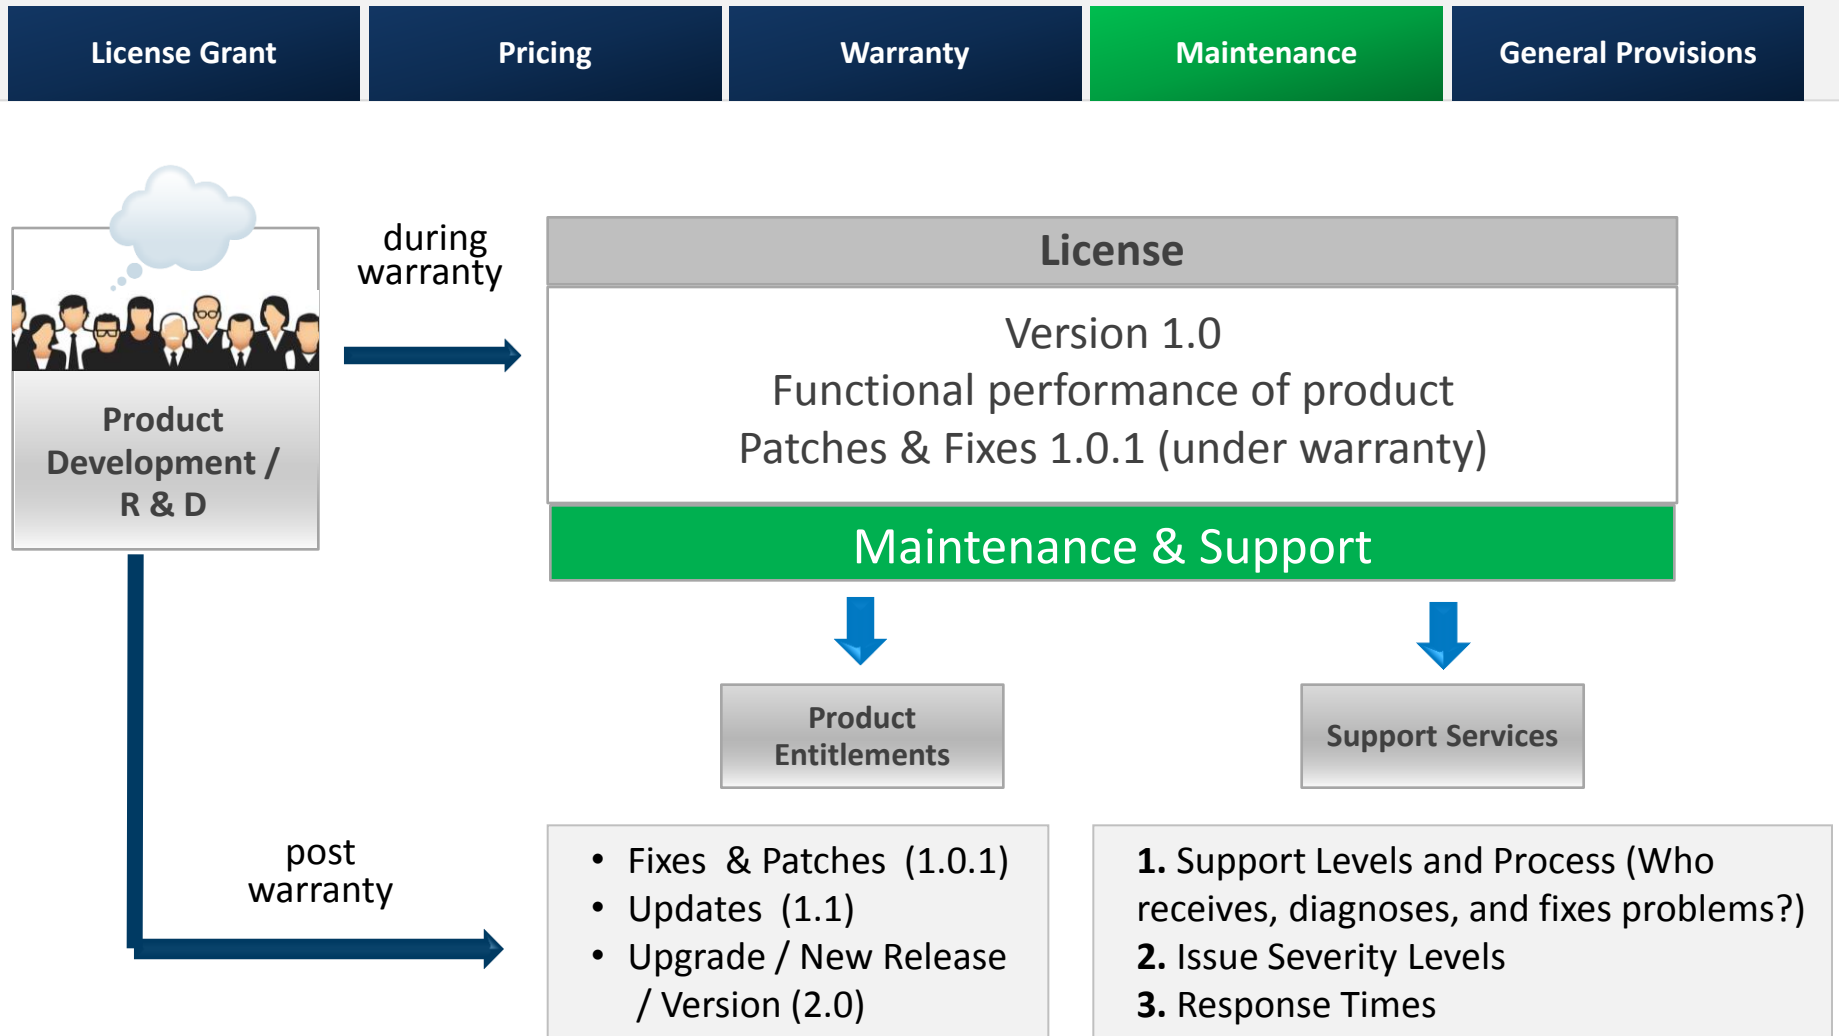 License Grant
Pricing
Warranty
Maintenance
General Provisions
during
warranty
License
Version 1.0
Functional performance of product
Patches & Fixes 1.0.1 (under warranty)
Product
Development /
R & D
Maintenance & Support
Product
Entitlements
Support Services
post
warranty
• Fixes & Patches (1.0.1)
• Updates (1.1)
• Upgrade / New Release
/ Version (2.0)
1. Support Levels and Process (Who
receives, diagnoses, and fixes problems?)
2. Issue Severity Levels
3. Response Times